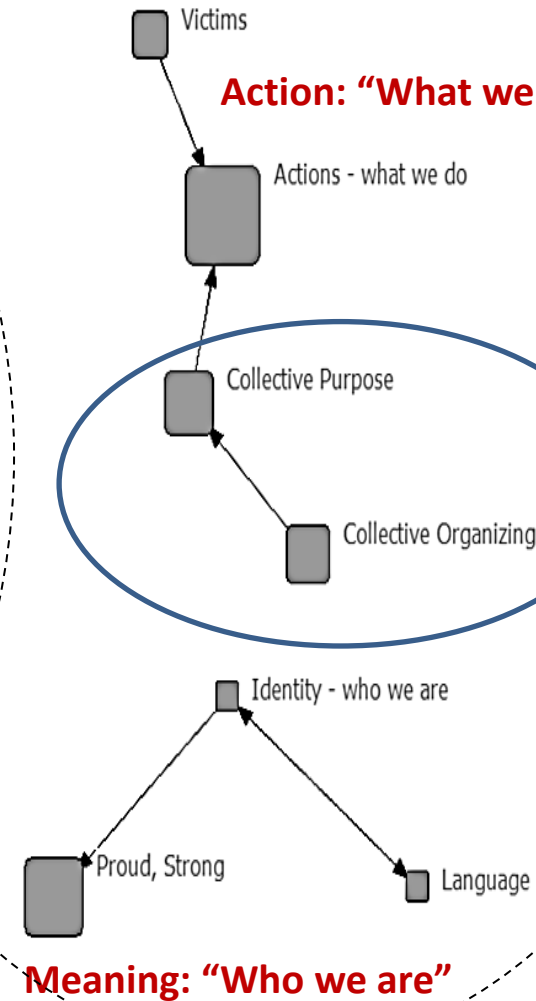 Victims
Action: “What we
Actions - what we do
Collective Purpose
Collective Organizing
Identity - who we are
Proud, Strong
Language
Meaning: “Who we are”